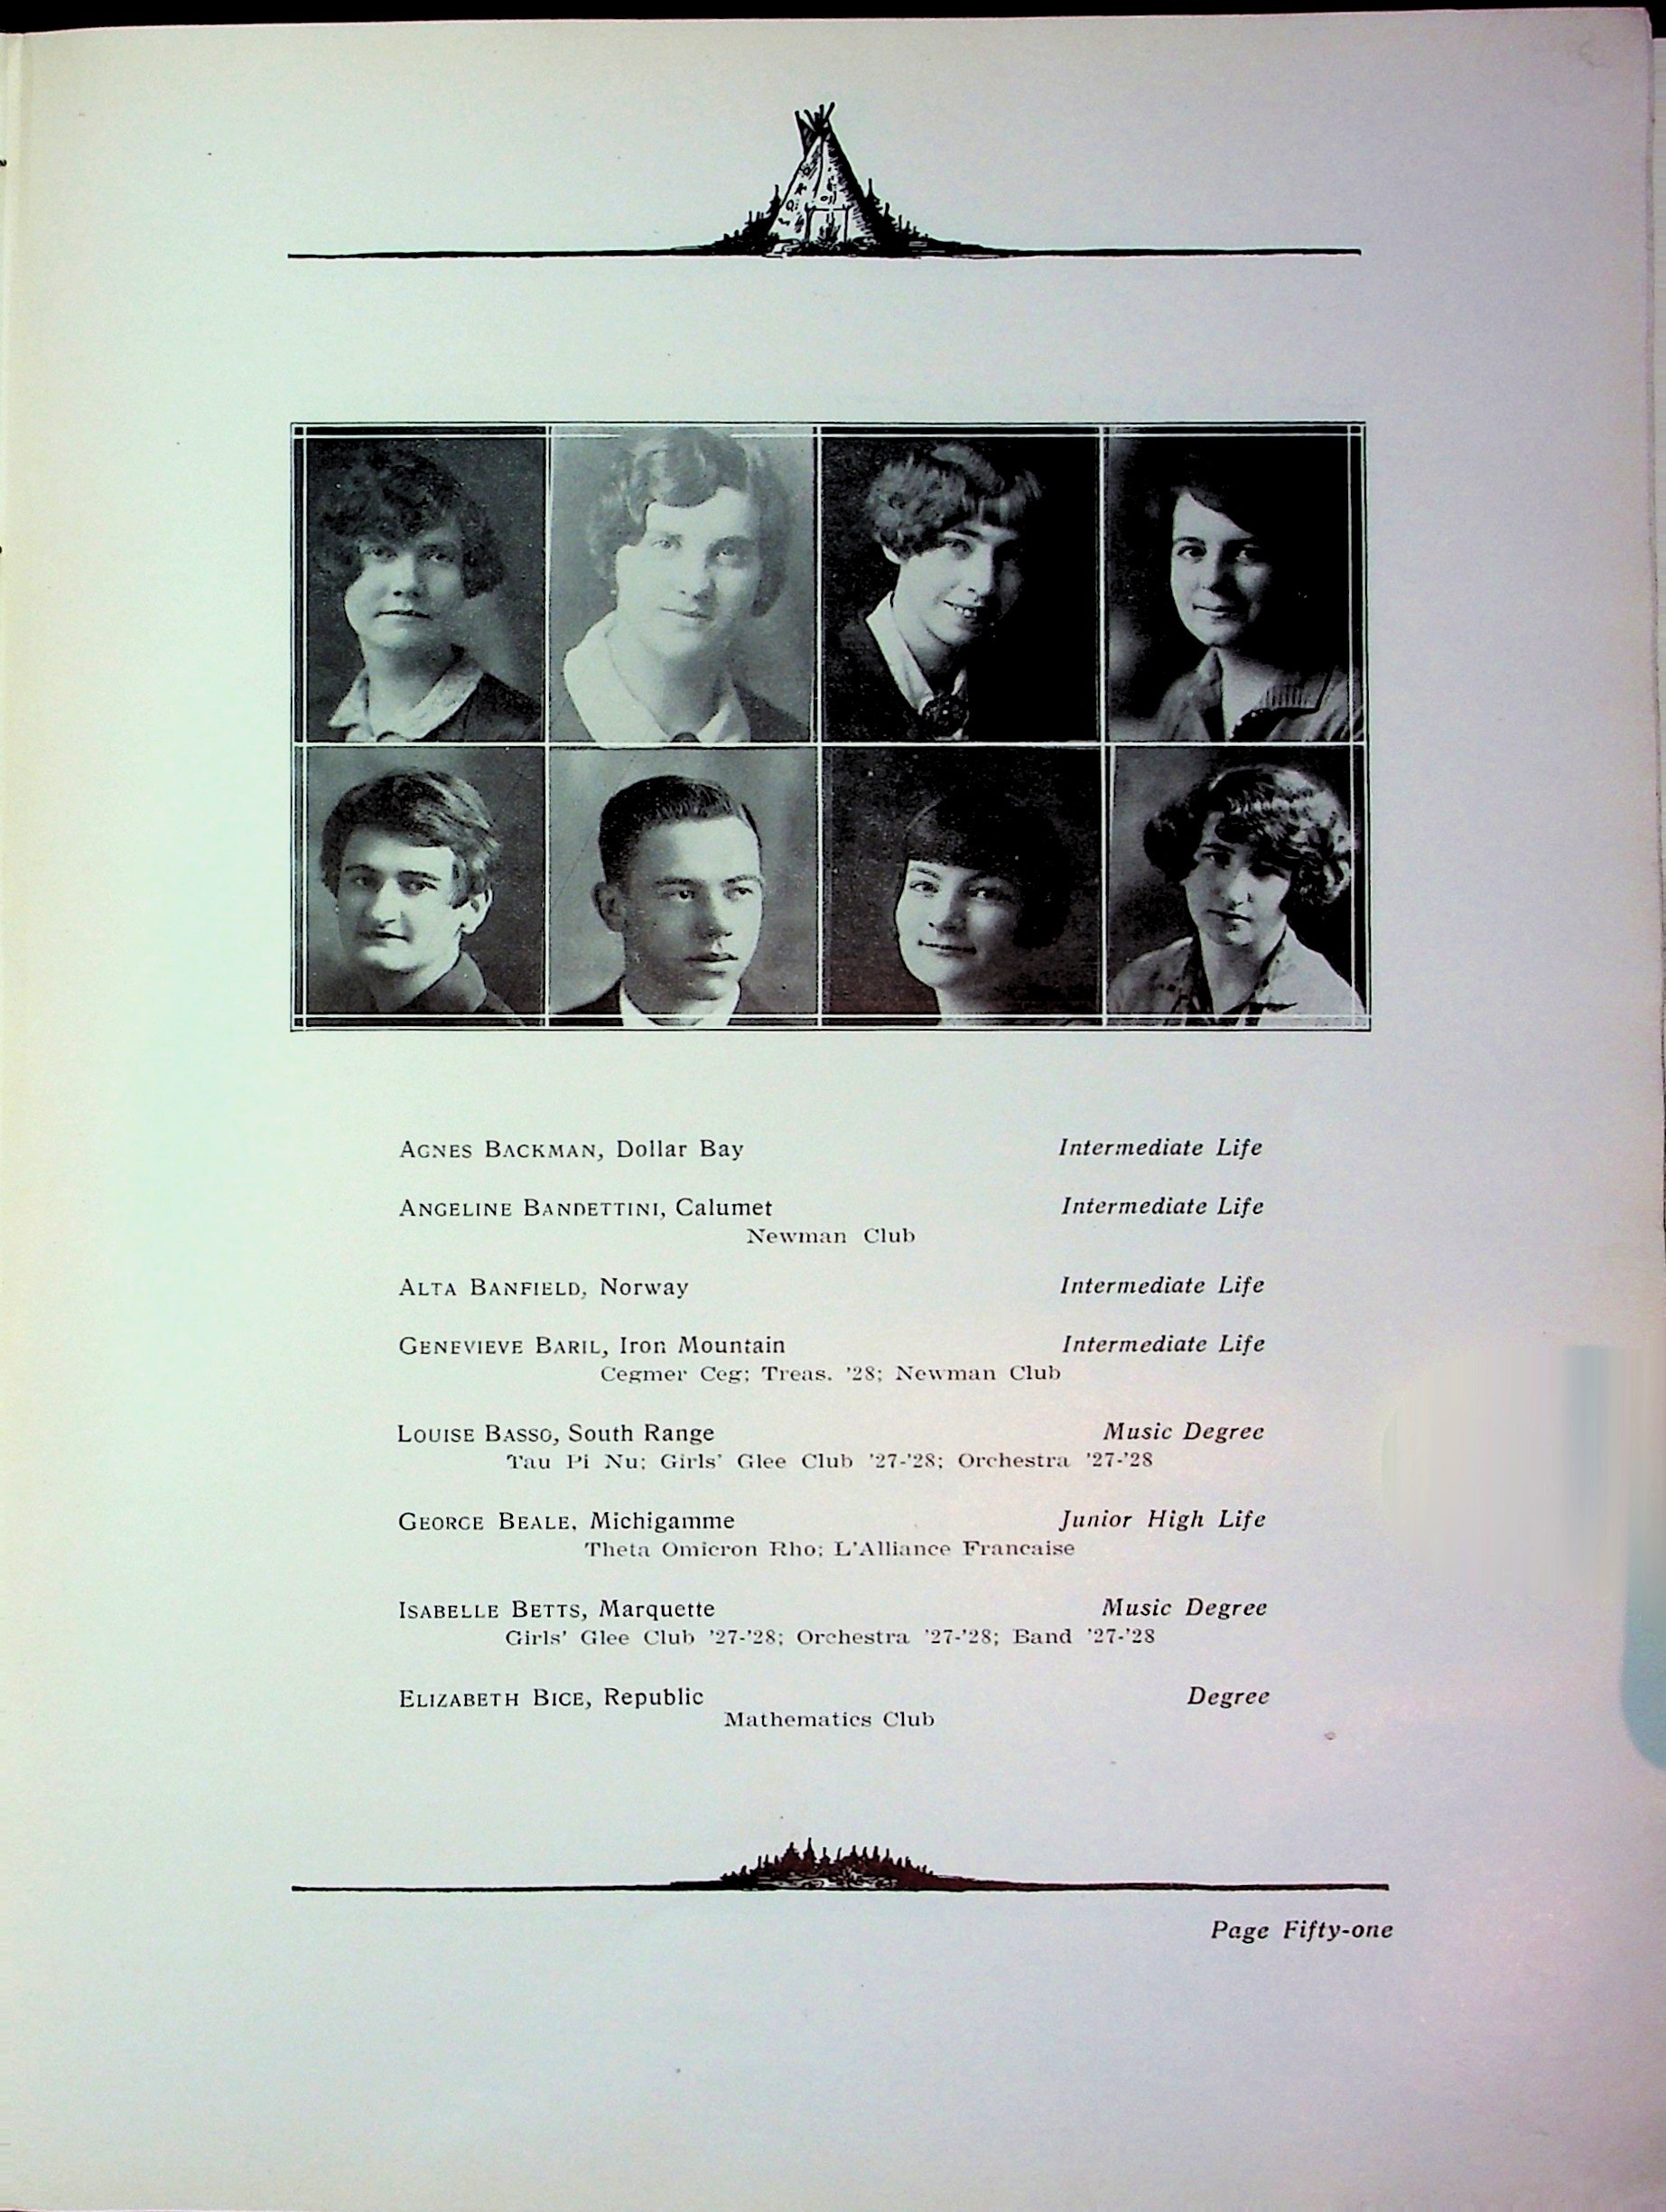 AGNES BACKMAN, Dollar Bay Intermediate Life
ANGELINE BANDETTINI, Calumet Intermediate Life
Newman Club
ALTA BANFIELD, Norway Intermediate Life
GENEVIEVE BARIL, Iron Mountain Intermediate Life
Cegmer Ceg; Treas. '28; Newman Club
LOUISE BASSO, South Range Music Degree
Tau Pi Nu; Girls' Glee Club '27-'28; Orchestra '27-'28
GEORGE BEALE, Michigamme Junior High Life
Theta Omicron Rho; L'Alliance Francaise
ISABELLE BETTS, Marquette Music Degree
Girls' Glee Club '27-'28; Orchestra '27-'28; Band '27-'28
ELIZABETH BICE, Republic Degree
Mathematics Club
Page Fifty-one